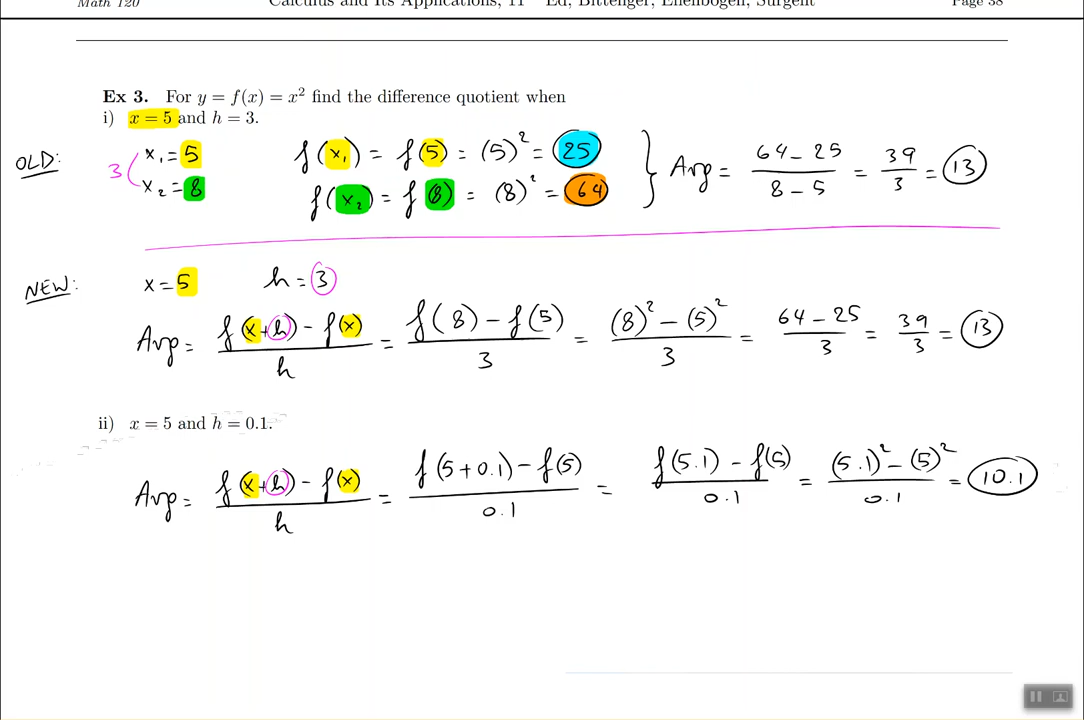 Math 120 Calculus and Its Applications, 11 Ed, Bittenger, Ellenbogen, Surgent Page 38
Ex 3. For y = f(x) = x² find the difference quotient when
i) x = 5 and h = 3.
OLD: 3 x₁ = 5 f(x₁) = f(5) = (5)² = 25
x₂ = 8 f(x₂) = f(8) = (8)² = 64 } Avg = (64 − 25)/(8 − 5) = 39/3 = 13
NEW: x = 5 h = 3
Avg = (f(x+h) − f(x))/h = (f(8) − f(5))/3 = ((8)² − (5)²)/3 = (64 − 25)/3 = 39/3 = 13
ii) x = 5 and h = 0.1.
Avg = (f(x+h) − f(x))/h = (f(5+0.1) − f(5))/0.1 = (f(5.1) − f(5))/0.1 = ((5.1)² − (5)²)/0.1 = 10.1